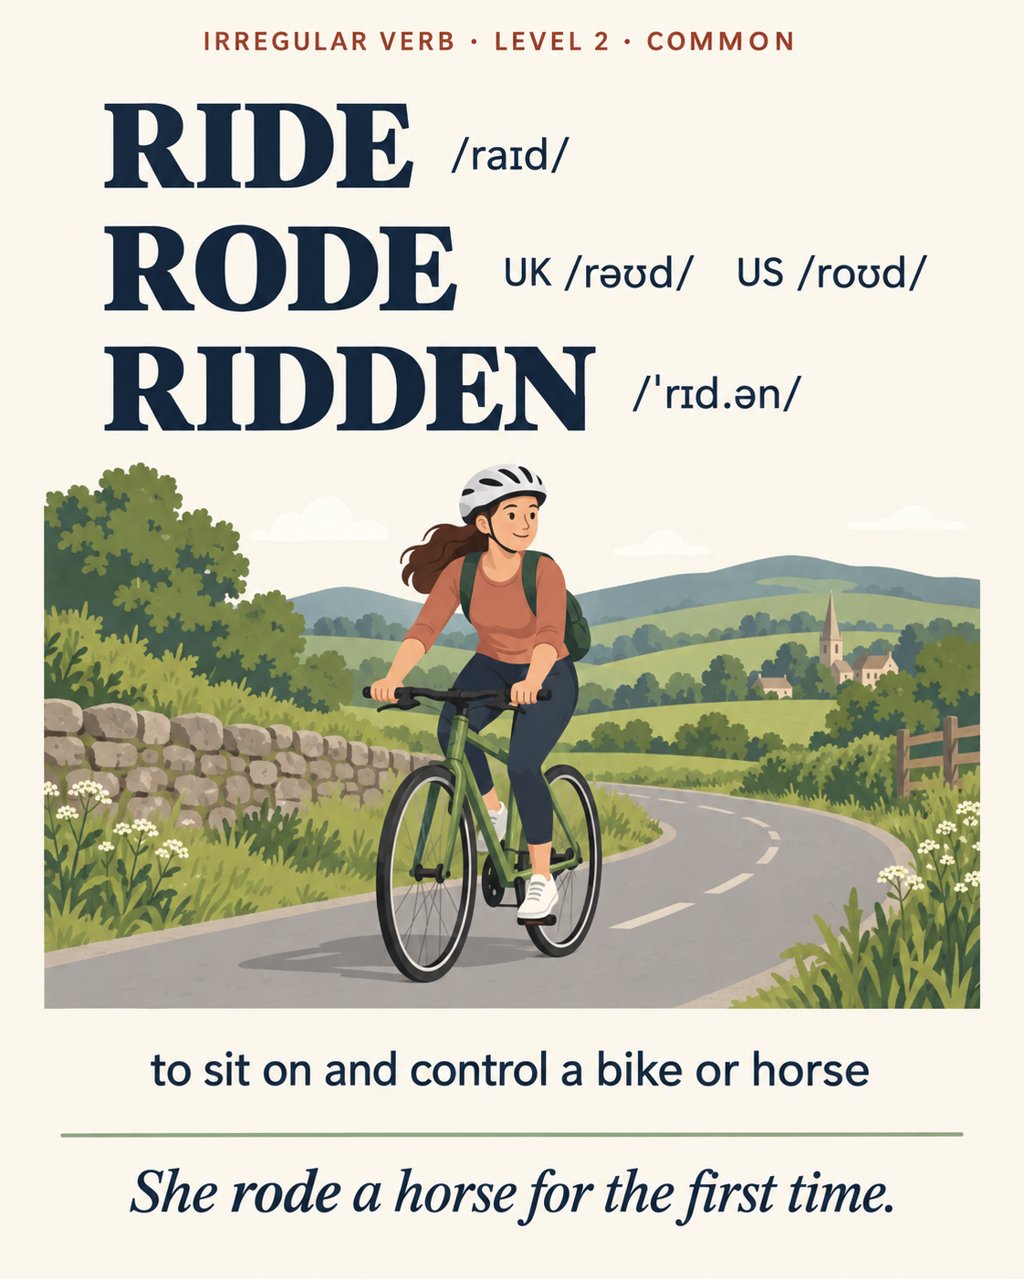 IRREGULAR VERB · LEVEL 2 · COMMON
RIDE /raɪd/
RODE UK /rəʊd/ US /roʊd/
RIDDEN /ˈrɪd.ən/
to sit on and control a bike or horse
She rode a horse for the first time.